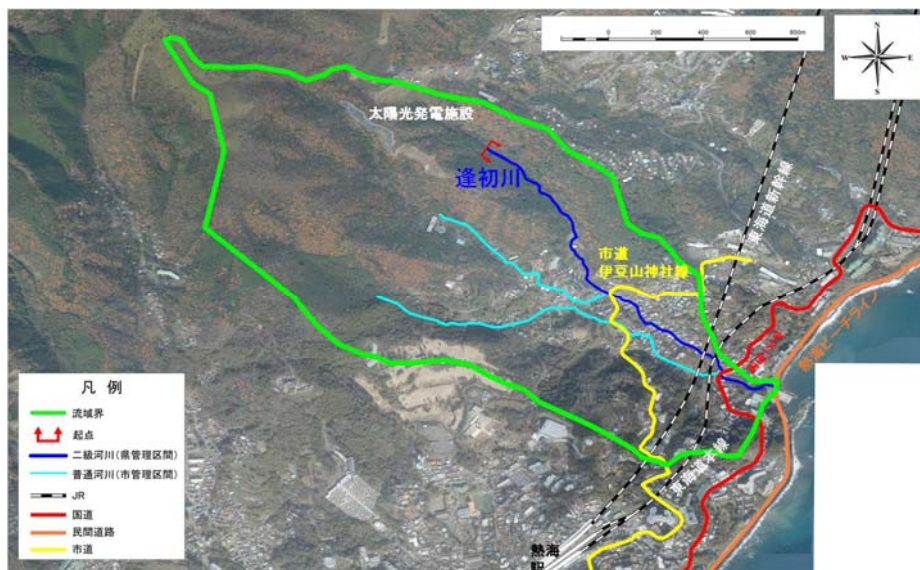 0 200 400 600 800m
N
W E
S
太陽光発電施設
逢初川
東海道新幹線
市道
伊豆山神社線
熱海ビーチライン
東海道本線
熱海
駅
凡 例
流域界
起点
二級河川(県管理区間)
普通河川(市管理区間)
JR
国道
民間道路
市道